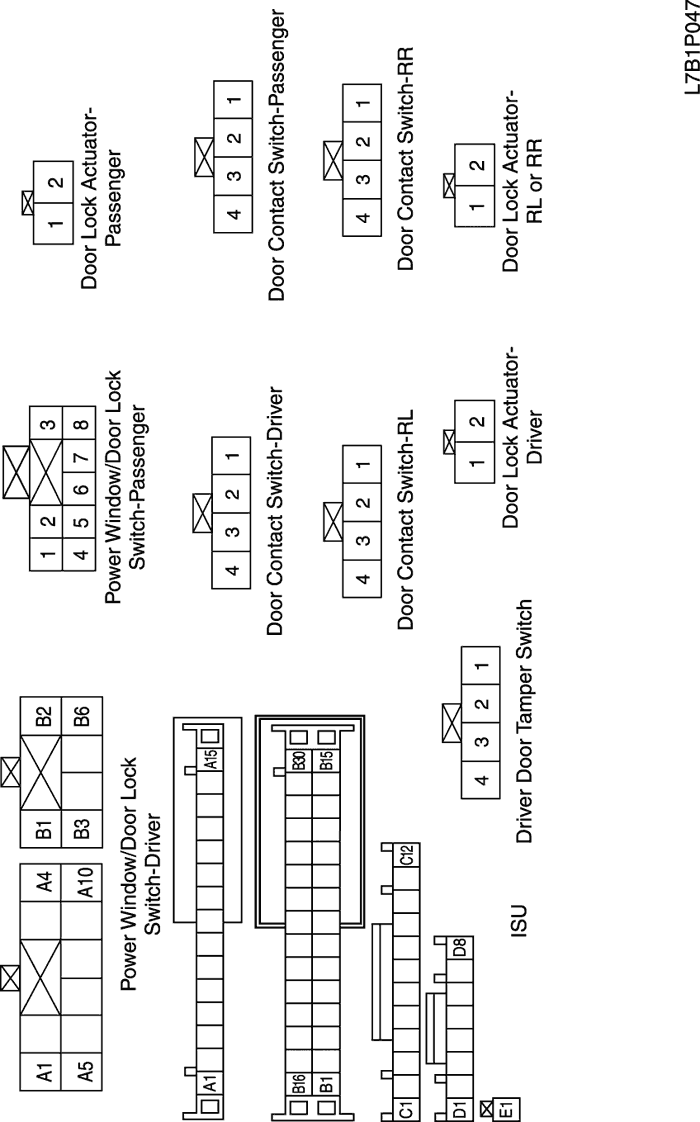 A1 A4
A5 A10
B1 B2
B3 B6
Power Window/Door Lock
Switch-Driver
1 2 3
4 5 6 7 8
Power Window/Door Lock
Switch-Passenger
1 2
Door Lock Actuator-
Passenger
A1 A15
B16 B30
B1 B15
C1 C12
D1 D8
E1
ISU
4 3 2 1
Door Contact Switch-Driver
4 3 2 1
Door Contact Switch-Passenger
4 3 2 1
Door Contact Switch-RL
4 3 2 1
Door Contact Switch-RR
4 3 2 1
Driver Door Tamper Switch
1 2
Door Lock Actuator-
Driver
1 2
Door Lock Actuator-
RL or RR
L7B1P047